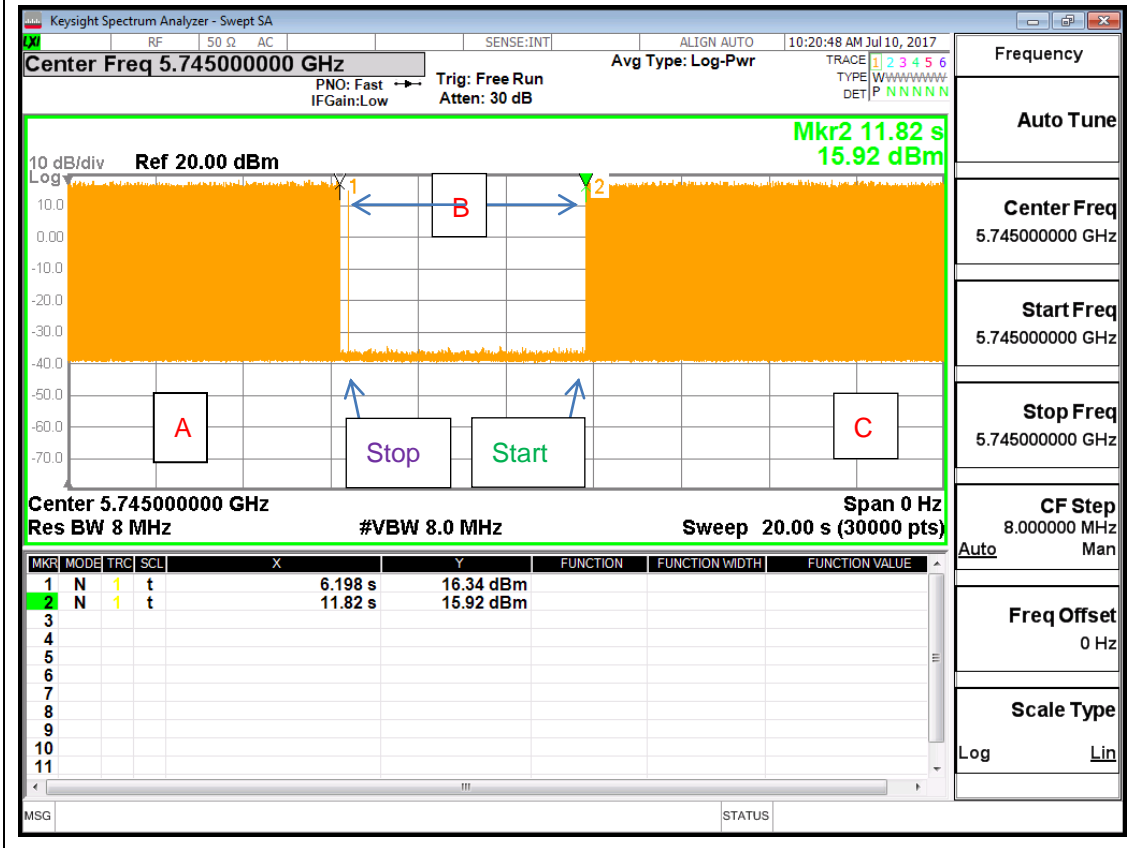 Keysight Spectrum Analyzer - Swept SA
LXI RF 50 Ω AC SENSE:INT ALIGN AUTO 10:20:48 AM Jul 10, 2017
Center Freq 5.745000000 GHz
PNO: Fast
IFGain:Low
Trig: Free Run
Atten: 30 dB
Avg Type: Log-Pwr
TRACE 1 2 3 4 5 6
TYPE WWWWWW
DET P N N N N N
Mkr2 11.82 s
15.92 dBm
10 dB/div Ref 20.00 dBm
Log
10.0
0.00
-10.0
-20.0
-30.0
-40.0
-50.0
-60.0
-70.0
1
2
B
A
C
Stop
Start
Center 5.745000000 GHz Span 0 Hz
Res BW 8 MHz #VBW 8.0 MHz Sweep 20.00 s (30000 pts)
MKR MODE TRC SCL X Y FUNCTION FUNCTION WIDTH FUNCTION VALUE
1 N 1 t 6.198 s 16.34 dBm
2 N 1 t 11.82 s 15.92 dBm
3
4
5
6
7
8
9
10
11
MSG STATUS
Frequency
Auto Tune
Center Freq
5.745000000 GHz
Start Freq
5.745000000 GHz
Stop Freq
5.745000000 GHz
CF Step
8.000000 MHz
Auto Man
Freq Offset
0 Hz
Scale Type
Log Lin